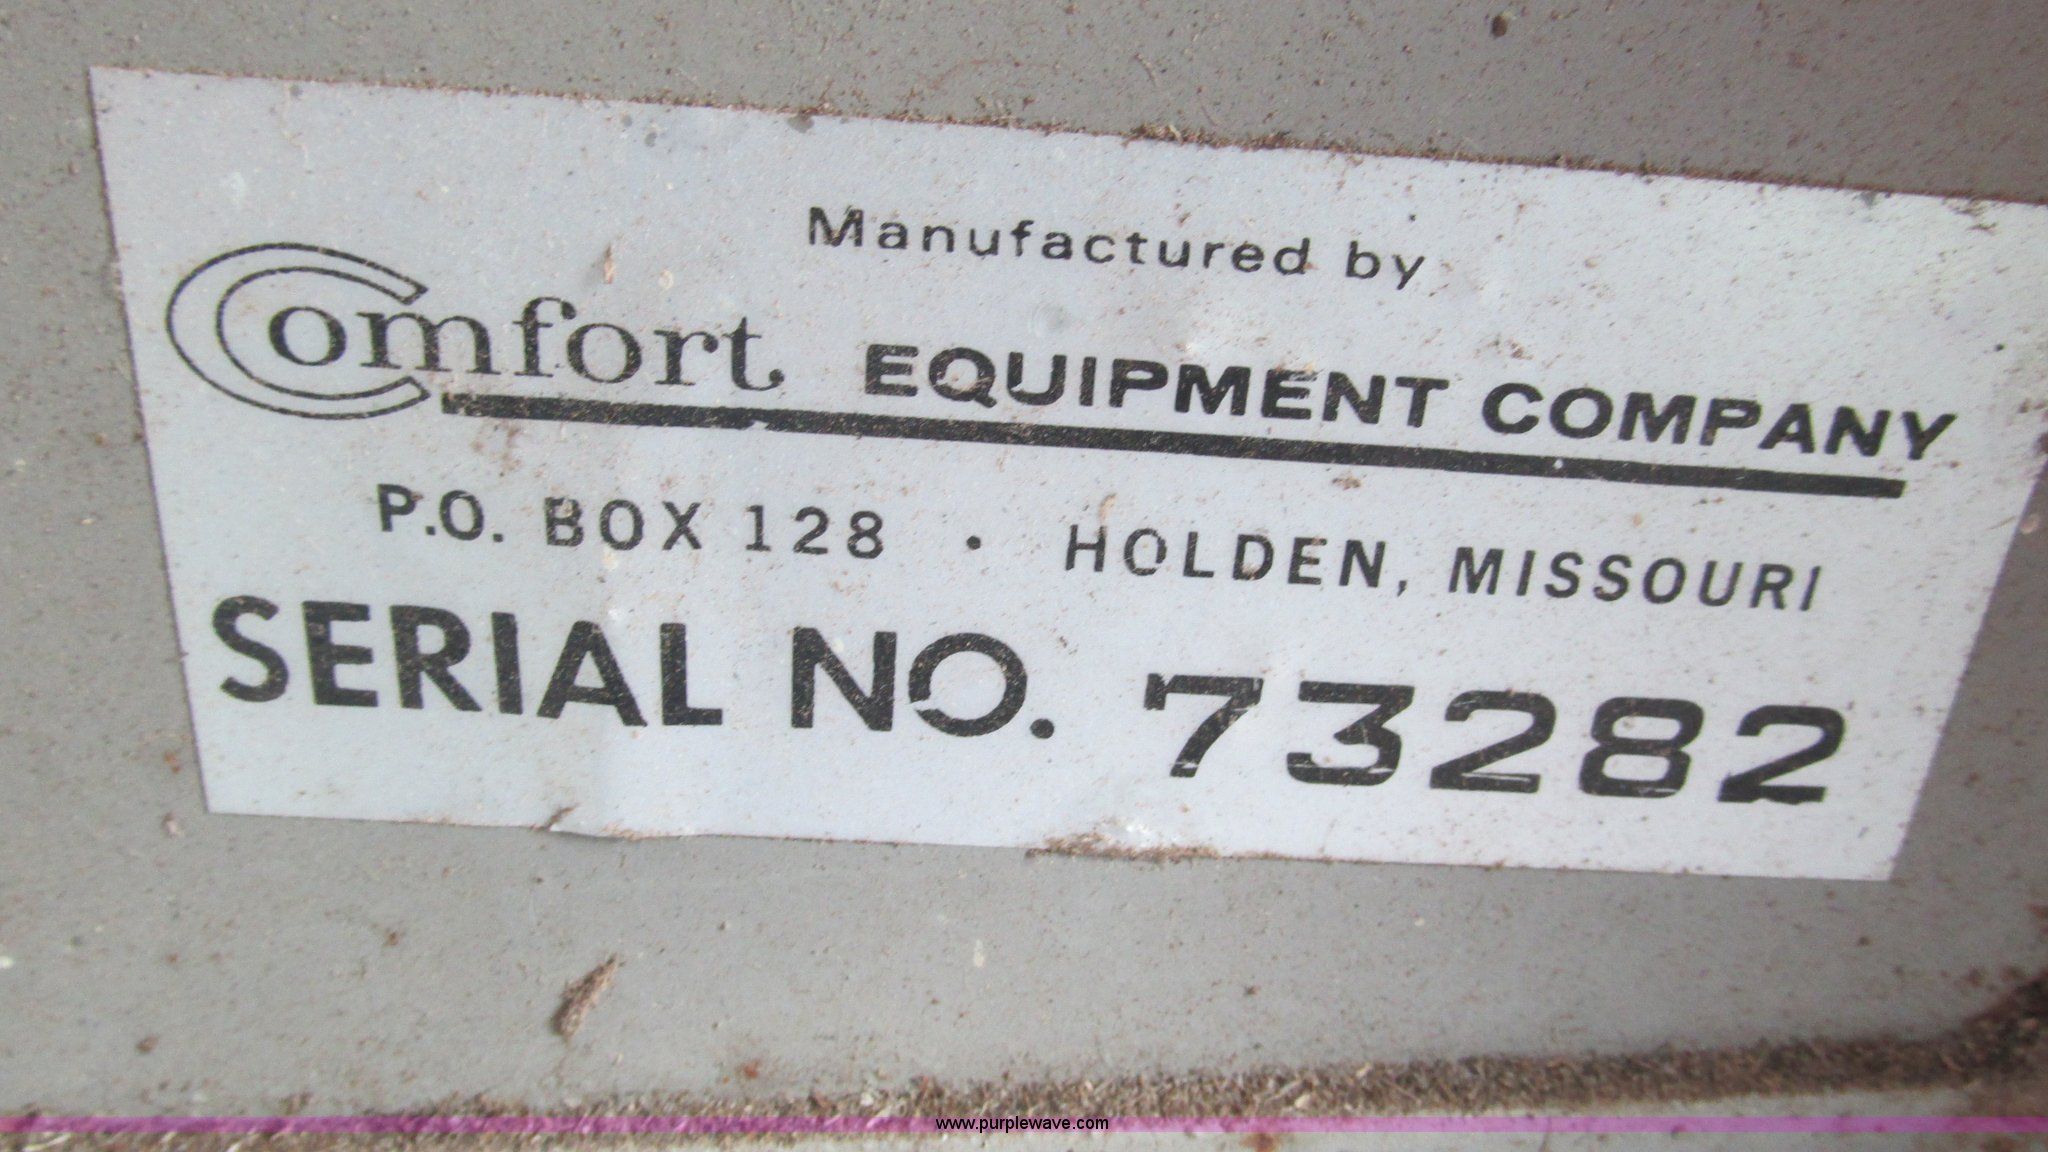 Manufactured by
Comfort EQUIPMENT COMPANY
P.O. BOX 128 • HOLDEN, MISSOURI
SERIAL NO. 73282
www.purplewave.com